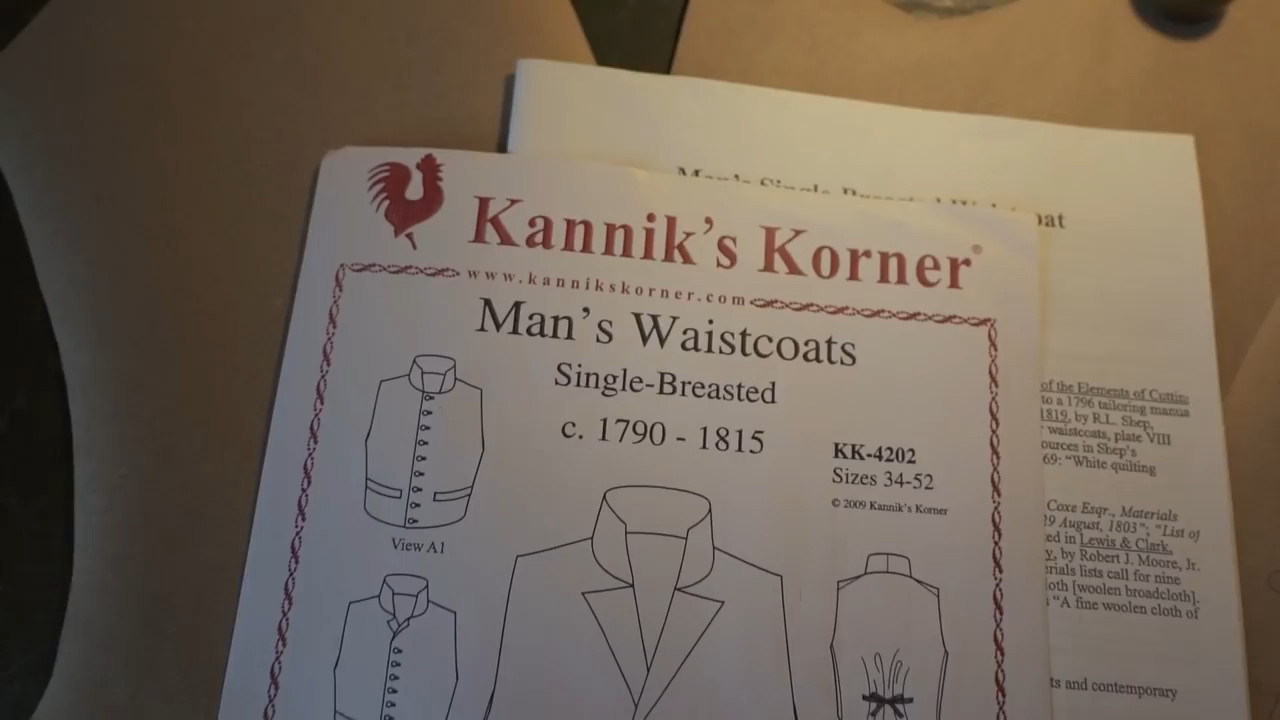 Kannik's Korner®
www.kannikskorner.com
Man's Waistcoats
Single-Breasted
c. 1790 - 1815
KK-4202
Sizes 34-52
© 2009 Kannik's Korner
View A1
Man's Single
of the Elements of Cutting
to a 1796 tailoring manua
1819, by R.L. Shep,
waistcoats, plate VIII
ources in Shep's
69: "White quilting
Coxe Esqr., Materials
29 August, 1803"; "List of
ed in Lewis & Clark,
y, by Robert J. Moore, Jr.
rials lists call for nine
loth [woolen broadcloth].
"A fine woolen cloth of
ts and contemporary